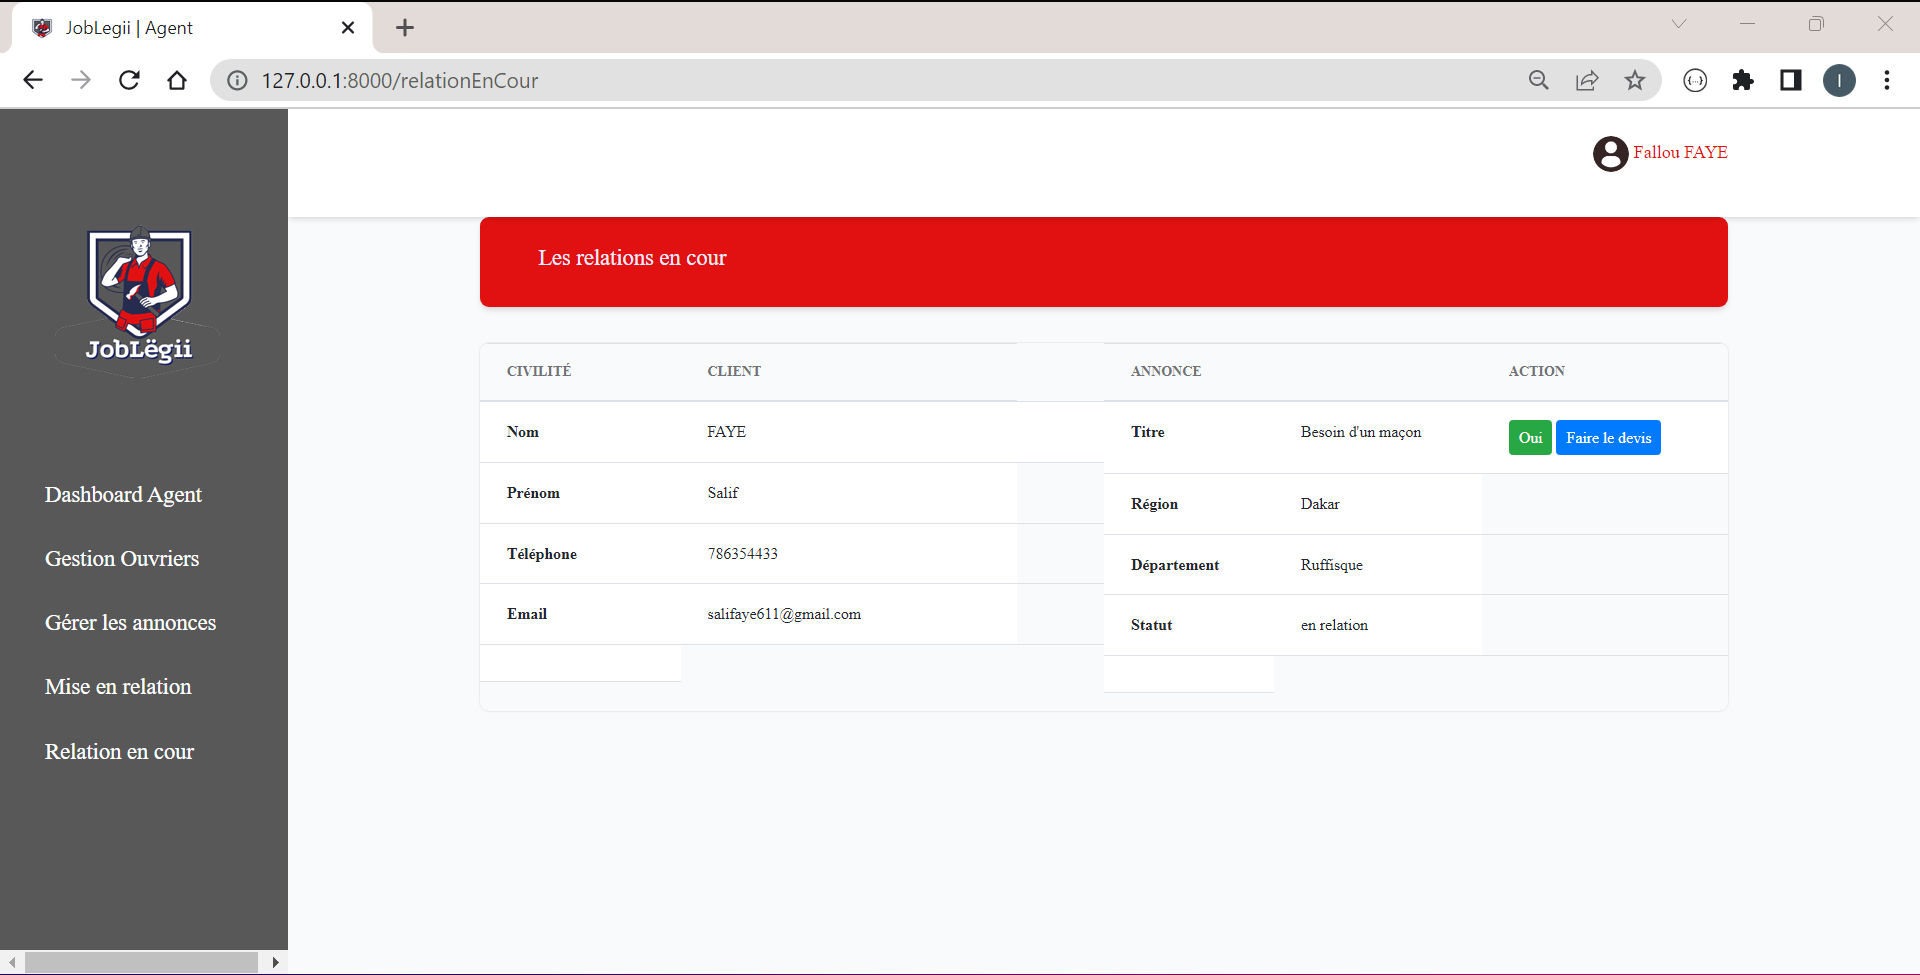 JobLegii | Agent
127.0.0.1:8000/relationEnCour
I
Fallou FAYE
JobLëgii
Dashboard Agent
Gestion Ouvriers
Gérer les annonces
Mise en relation
Relation en cour
Les relations en cour
CIVILITÉ CLIENT ANNONCE ACTION
Nom FAYE Titre Besoin d'un maçon Oui Faire le devis
Prénom Salif Région Dakar
Téléphone 786354433 Département Ruffisque
Email salifaye611@gmail.com Statut en relation